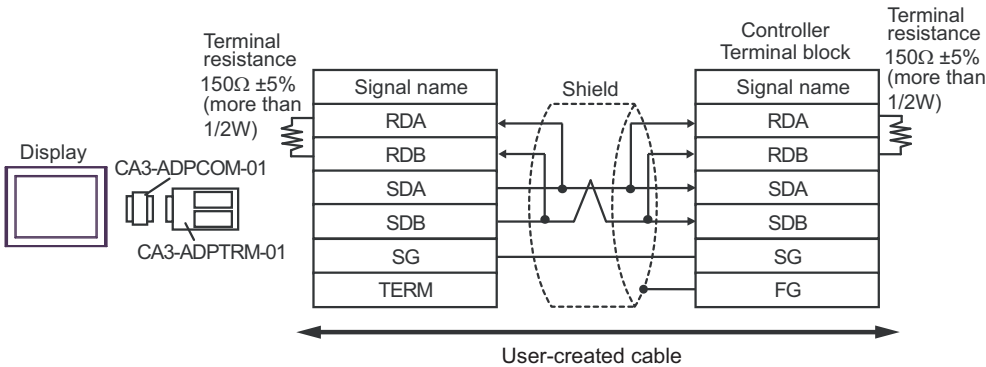 Terminal
resistance
150Ω ±5%
(more than
1/2W)
Display
CA3-ADPCOM-01
CA3-ADPTRM-01
Signal name
RDA
RDB
SDA
SDB
SG
TERM
Shield
Controller
Terminal block
Signal name
RDA
RDB
SDA
SDB
SG
FG
Terminal
resistance
150Ω ±5%
(more than
1/2W)
User-created cable